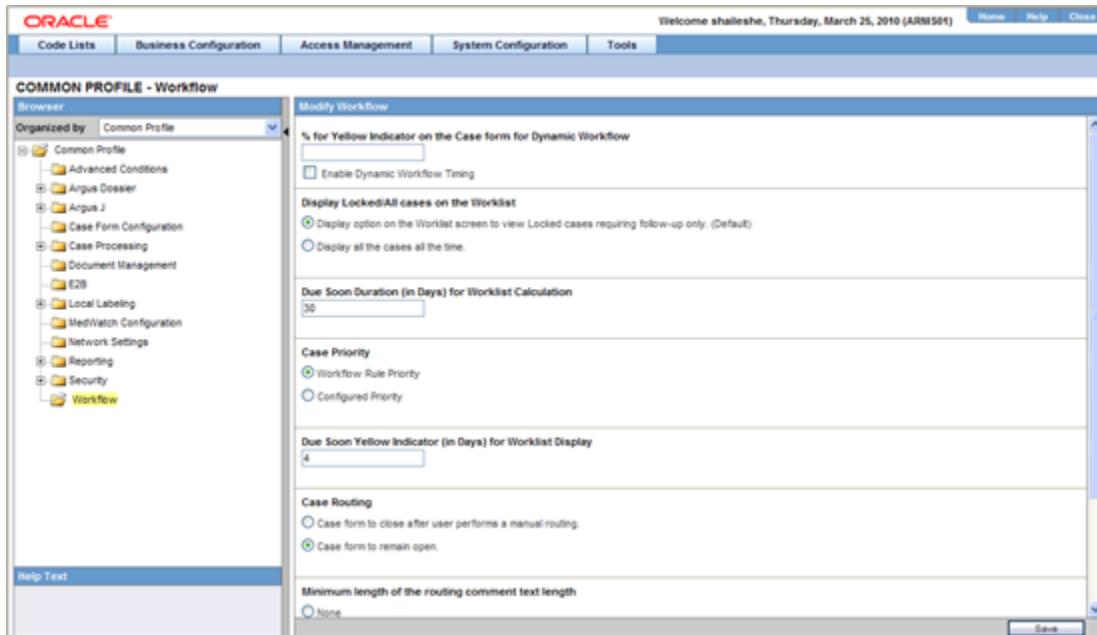 ORACLE
Welcome shaileshe, Thursday, March 25, 2010 (ARMIS01)
Home Help Close
Code Lists Business Configuration Access Management System Configuration Tools
COMMON PROFILE - Workflow
Browser
Organized by Common Profile
Common Profile
Advanced Conditions
Argus Dossier
Argus J
Case Form Configuration
Case Processing
Document Management
E2B
Local Labeling
MedWatch Configuration
Network Settings
Reporting
Security
Workflow
Help Text
Modify Workflow
% for Yellow Indicator on the Case form for Dynamic Workflow
Enable Dynamic Workflow Timing
Display Locked/All cases on the Worklist
Display option on the Worklist screen to view Locked cases requiring follow-up only. (Default)
Display all the cases all the time.
Due Soon Duration (in Days) for Worklist Calculation
30
Case Priority
Workflow Rule Priority
Configured Priority
Due Soon Yellow Indicator (in Days) for Worklist Display
4
Case Routing
Case form to close after user performs a manual routing.
Case form to remain open.
Minimum length of the routing comment text length
None
Save